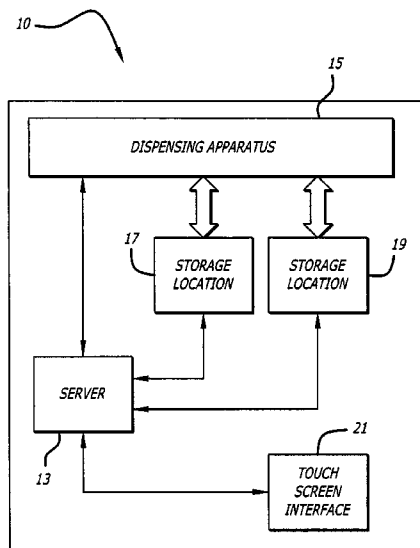 10
15
DISPENSING APPARATUS
17
19
STORAGE
LOCATION
STORAGE
LOCATION
SERVER
13
21
TOUCH
SCREEN
INTERFACE